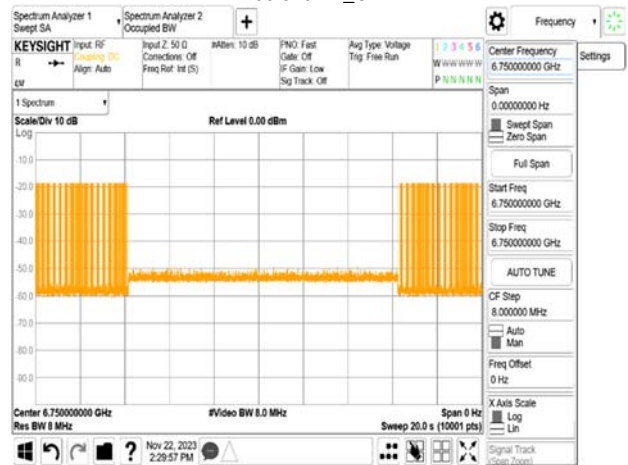 Spectrum Analyzer 1
Swept SA
Spectrum Analyzer 2
Occupied BW
+
Frequency
KEYSIGHT
R
Input: RF
Coupling: DC
Align: Auto
Input Z: 50 Ω
Corrections: Off
Freq Ref: Int (S)
#Atten: 10 dB
PNO: Fast
Gate: Off
IF Gain: Low
Sig Track: Off
Avg Type: Voltage
Trig: Free Run
1 2 3 4 5 6
W W W W W W
P N N N N N
1 Spectrum
Scale/Div 10 dB
Ref Level 0.00 dBm
Log
-10.0
-20.0
-30.0
-40.0
-50.0
-60.0
-70.0
-80.0
-90.0
Center 6.750000000 GHz
Res BW 8 MHz
#Video BW 8.0 MHz
Span 0 Hz
Sweep 20.0 s (10001 pts)
Nov 22, 2023
2:29:57 PM
Center Frequency
6.750000000 GHz
Settings
Span
0.00000000 Hz
Swept Span
Zero Span
Full Span
Start Freq
6.750000000 GHz
Stop Freq
6.750000000 GHz
AUTO TUNE
CF Step
8.000000 MHz
Auto
Man
Freq Offset
0 Hz
X Axis Scale
Log
Lin
Signal Track
(Span Zoom)